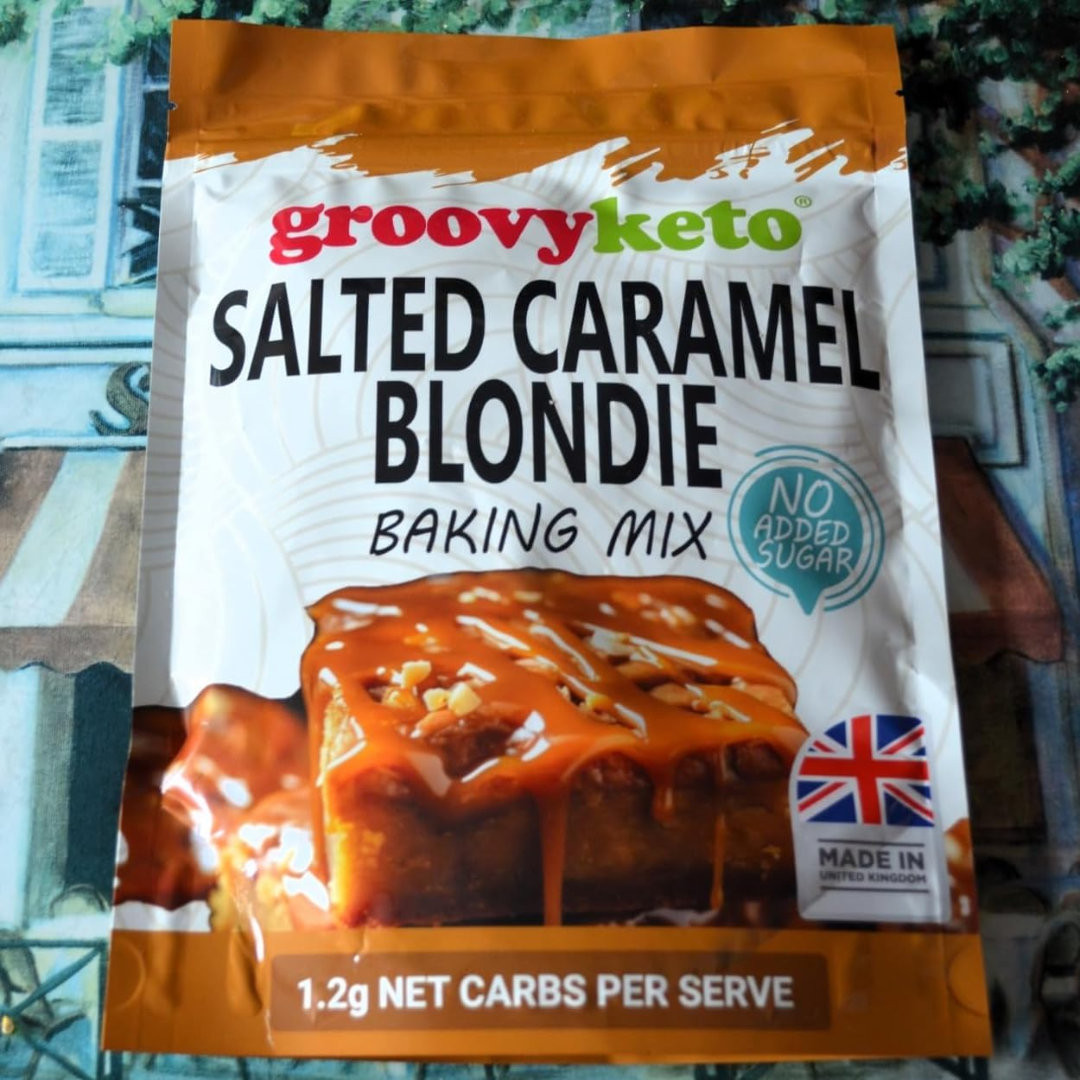 groovyketo®
SALTED CARAMEL
BLONDIE
BAKING MIX
NO
ADDED
SUGAR
MADE IN
UNITED KINGDOM
1.2g NET CARBS PER SERVE